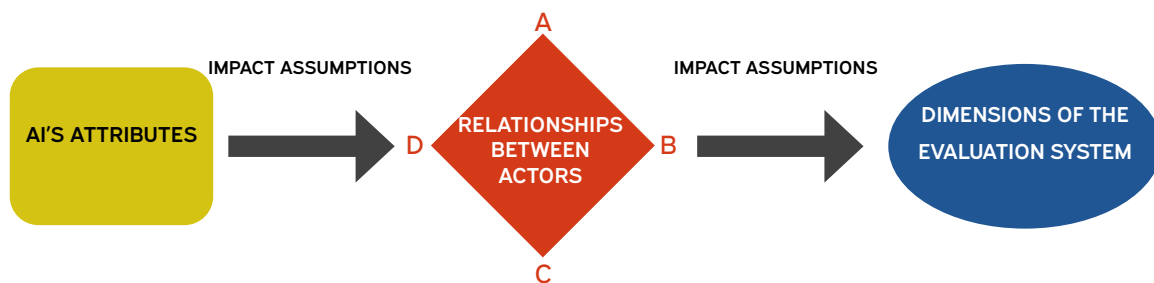 A
IMPACT ASSUMPTIONS
IMPACT ASSUMPTIONS
AI'S ATTRIBUTES
D
RELATIONSHIPS
BETWEEN
ACTORS
B
DIMENSIONS OF THE
EVALUATION SYSTEM
C